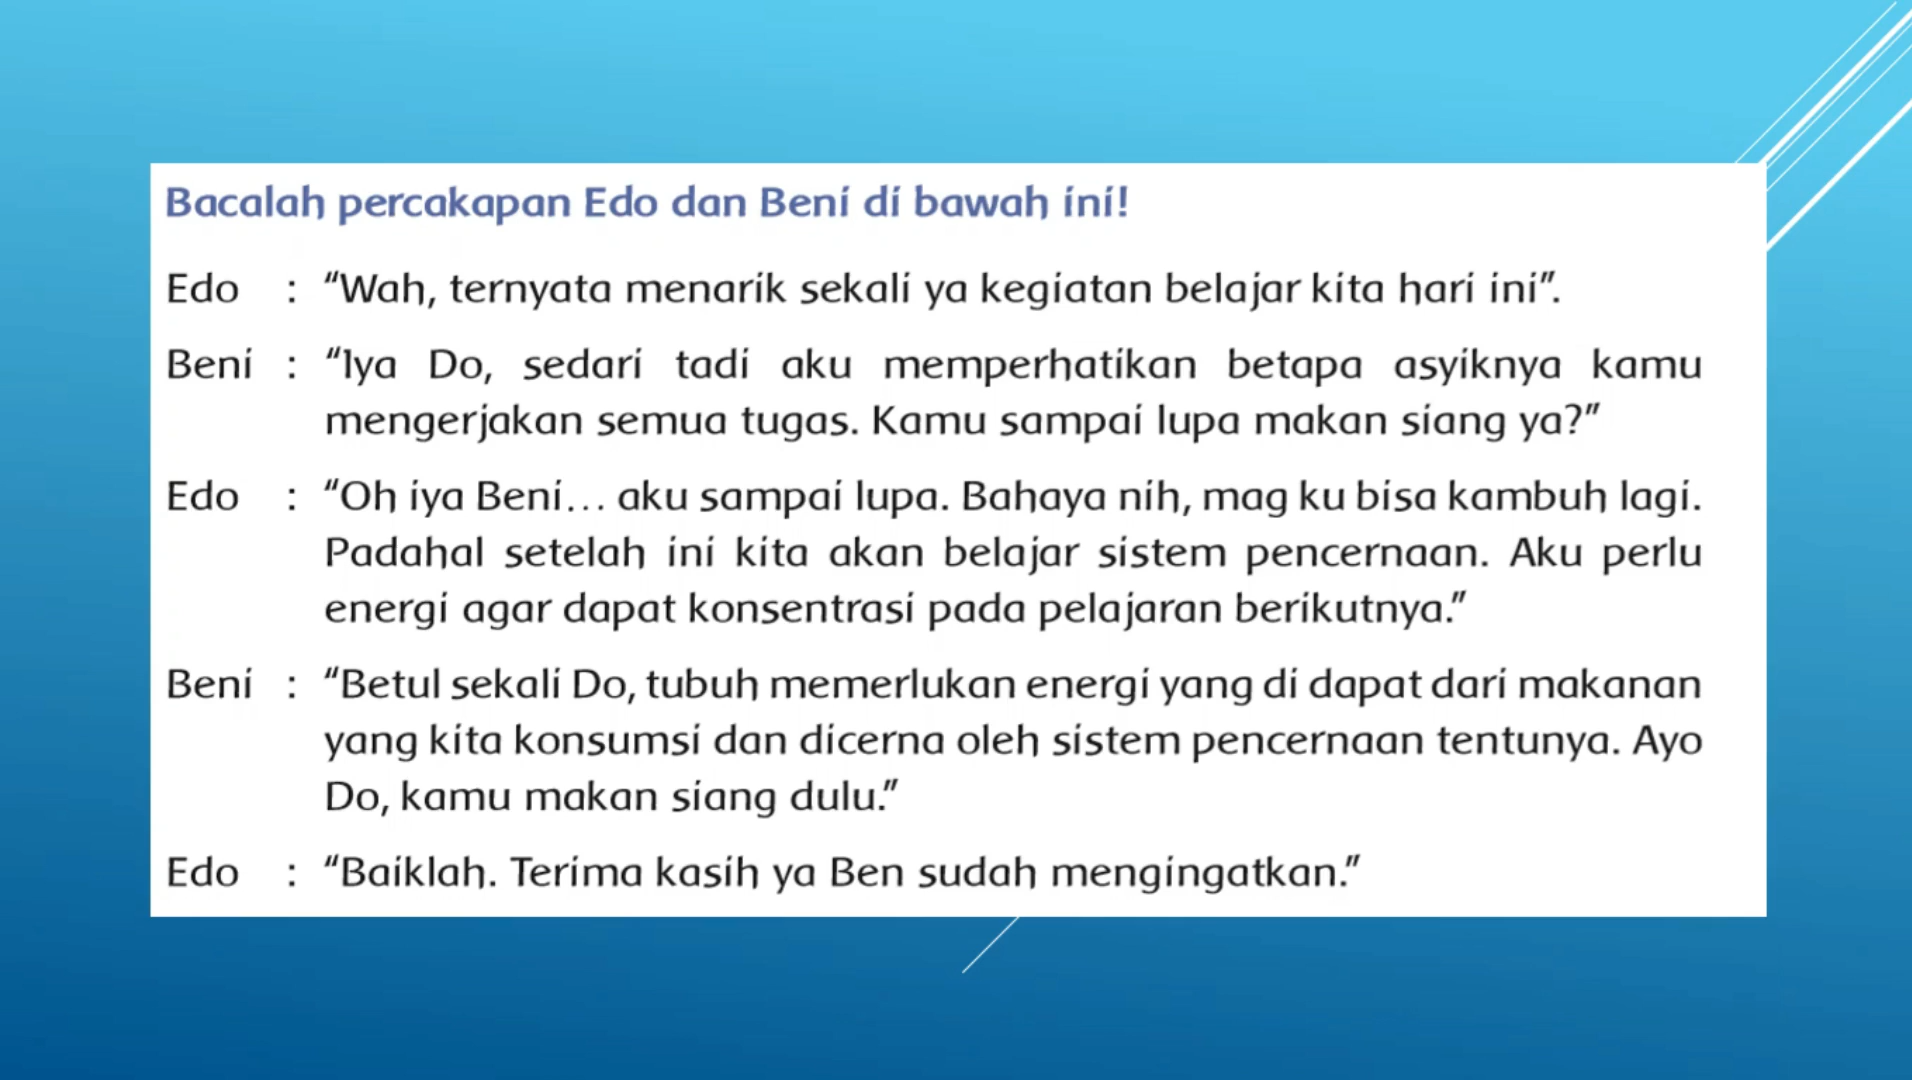 Bacalah percakapan Edo dan Beni di bawah ini!
Edo : “Wah, ternyata menarik sekali ya kegiatan belajar kita hari ini”.
Beni : “Iya Do, sedari tadi aku memperhatikan betapa asyiknya kamu
mengerjakan semua tugas. Kamu sampai lupa makan siang ya?”
Edo : “Oh iya Beni… aku sampai lupa. Bahaya nih, mag ku bisa kambuh lagi.
Padahal setelah ini kita akan belajar sistem pencernaan. Aku perlu
energi agar dapat konsentrasi pada pelajaran berikutnya.”
Beni : “Betul sekali Do, tubuh memerlukan energi yang di dapat dari makanan
yang kita konsumsi dan dicerna oleh sistem pencernaan tentunya. Ayo
Do, kamu makan siang dulu.”
Edo : “Baiklah. Terima kasih ya Ben sudah mengingatkan.”